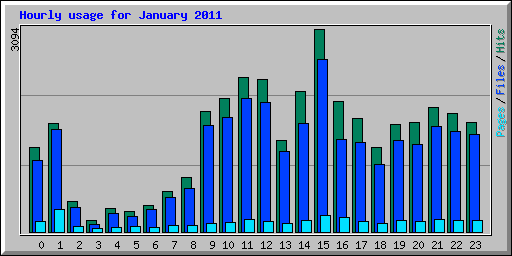 Hourly usage for January 2011
3094
Pages/Files/Hits
0 1 2 3 4 5 6 7 8 9 10 11 12 13 14 15 16 17 18 19 20 21 22 23